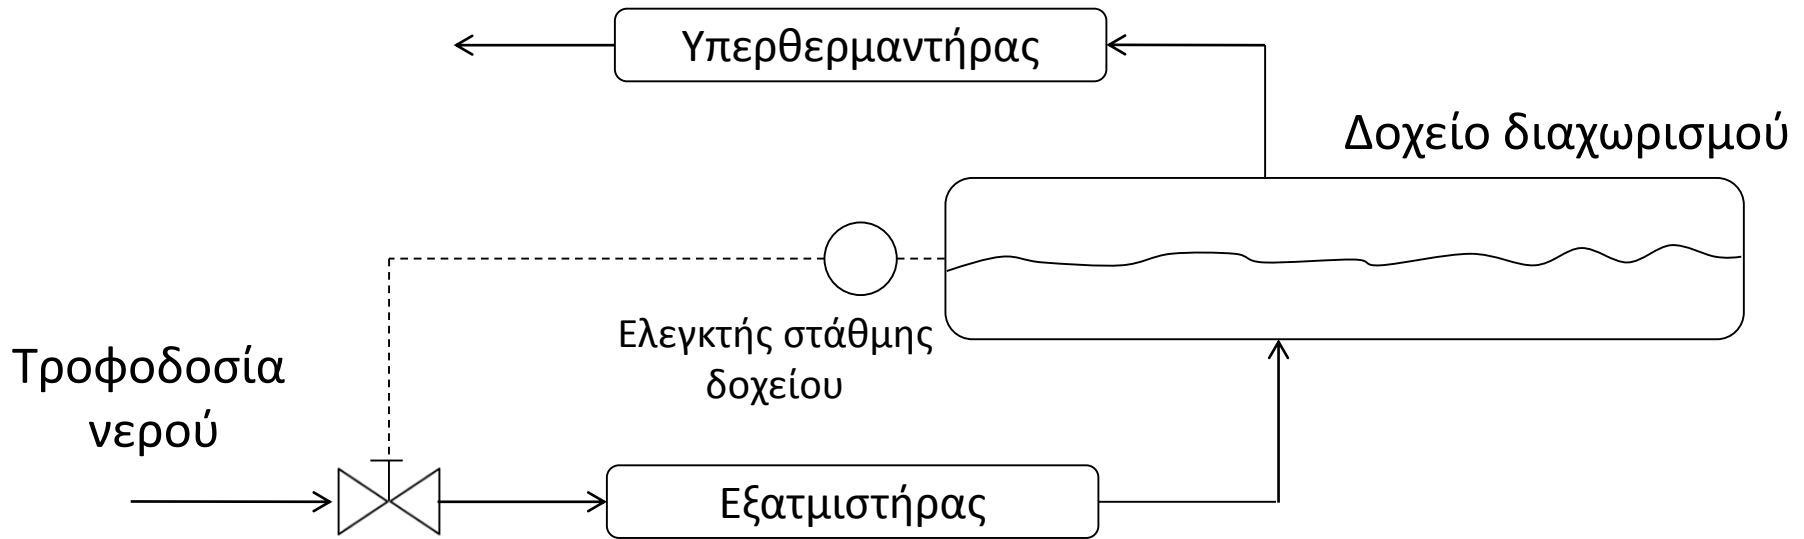 Υπερθερμαντήρας
Δοχείο διαχωρισμού
Ελεγκτής στάθμης
δοχείου
Τροφοδοσία
νερού
Εξατμιστήρας